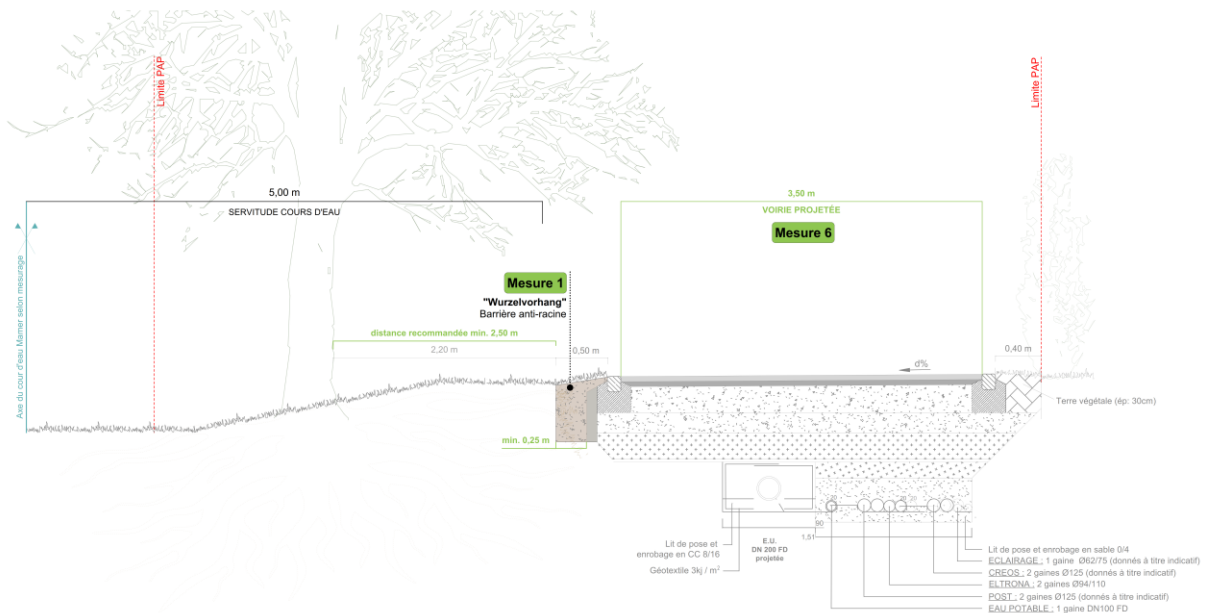 Limite PAP
Limite PAP
5,00 m
SERVITUDE COURS D'EAU
3,50 m
VOIRIE PROJETÉE
Mesure 6
Axe du cour d'eau Mamer selon mesurage
Mesure 1
"Wurzelvorhang"
Barrière anti-racine
distance recommandée min. 2,50 m
2,20 m
0,50 m
d%
0,40 m
Terre végétale (ép: 30cm)
min. 0,25 m
20
20
20
90
1,51
Lit de pose et
enrobage en CC 8/16
Géotextile 3kj / m²
E.U.
DN 200 FD
projetée
Lit de pose et enrobage en sable 0/4
ECLAIRAGE : 1 gaine Ø62/75 (donnés à titre indicatif)
CREOS : 2 gaines Ø125 (donnés à titre indicatif)
ELTRONA : 2 gaines Ø94/110
POST : 2 gaines Ø125 (donnés à titre indicatif)
EAU POTABLE : 1 gaine DN100 FD